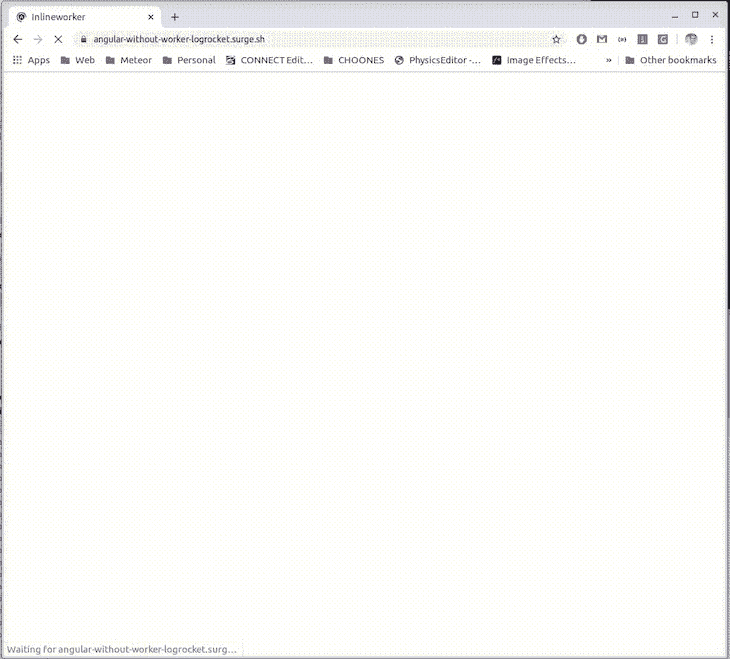 Inlineworker
angular-without-worker-logrocket.surge.sh
Apps Web Meteor Personal CONNECT Edit... CHOONES PhysicsEditor -... Image Effects... » Other bookmarks
Waiting for angular-without-worker-logrocket.surg...